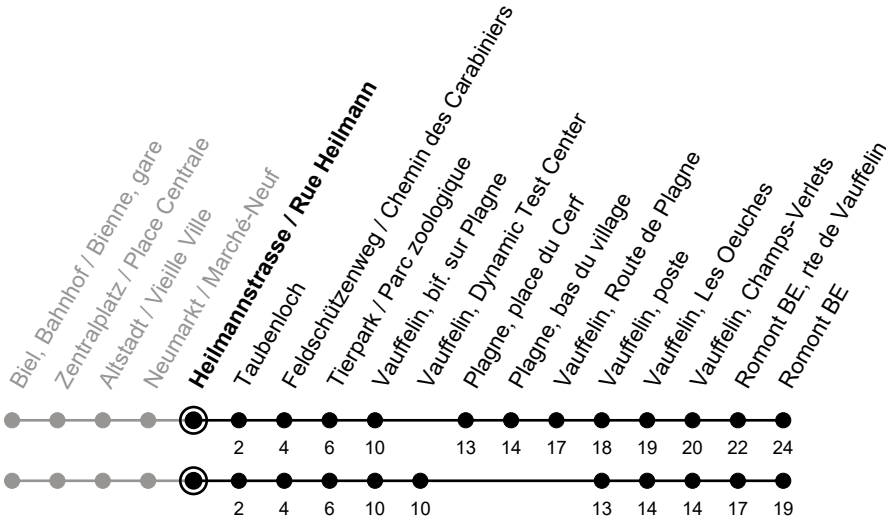 Biel, Bahnhof / Bienne, gare
Zentralplatz / Place Centrale
Altstadt / Vieille Ville
Neumarkt / Marché-Neuf
Heilmannstrasse / Rue Heilmann
Taubenloch
Feldschützenweg / Chemin des Carabiniers
Tierpark / Parc zoologique
Vauffelin, bif. sur Plagne
Vauffelin, Dynamic Test Center
Plagne, place du Cerf
Plagne, bas du village
Vauffelin, Route de Plagne
Vauffelin, poste
Vauffelin, Les Oeuches
Vauffelin, Champs-Verlets
Romont BE, rte de Vauffelin
Romont BE
2 4 6 10 13 14 17 18 19 20 22 24
2 4 6 10 10 13 14 14 17 19